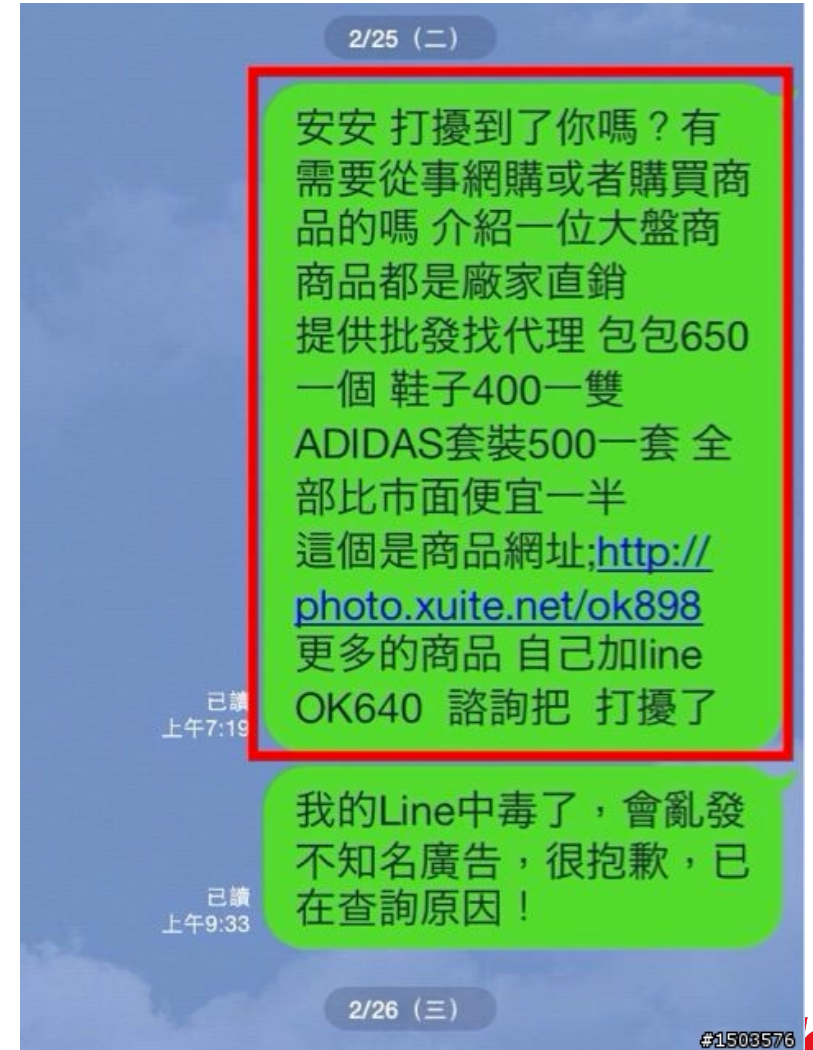 2/25（二）
安安 打擾到了你嗎？有
需要從事網購或者購買商
品的嗎 介紹一位大盤商
商品都是廠家直銷
提供批發找代理 包包650
一個 鞋子400一雙
ADIDAS套裝500一套 全
部比市面便宜一半
這個是商品網址;http://
photo.xuite.net/ok898
更多的商品 自己加line
OK640 諮詢把 打擾了
已讀
上午7:19
我的Line中毒了，會亂發
不知名廣告，很抱歉，已
在查詢原因！
已讀
上午9:33
2/26（三）
#1503576